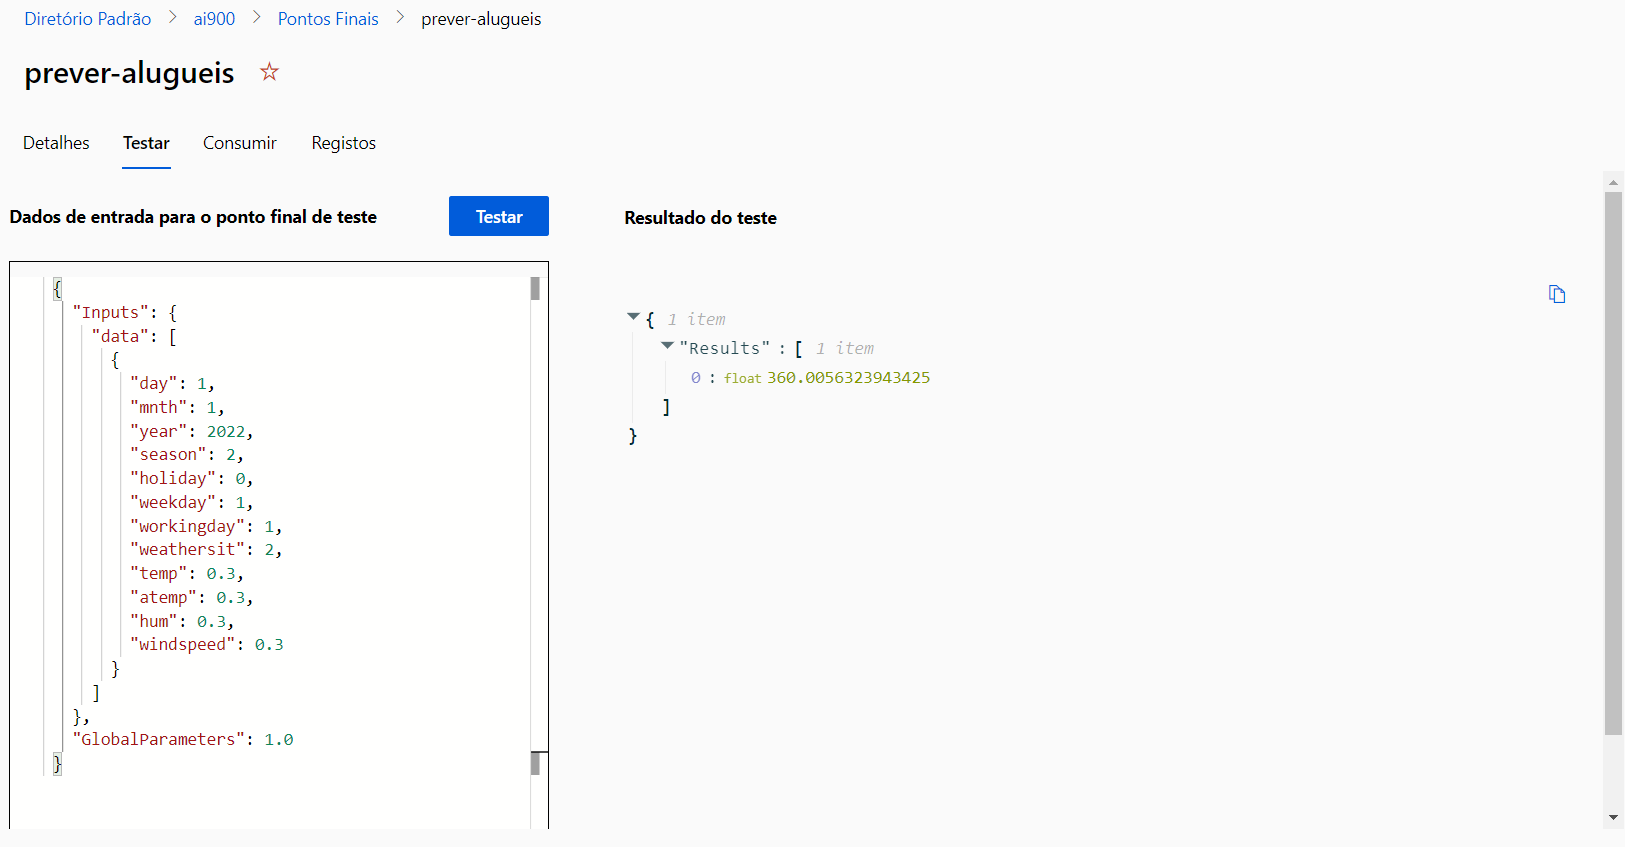 Diretório Padrão > ai900 > Pontos Finais > prever-alugueis
prever-alugueis
Detalhes Testar Consumir Registos
Dados de entrada para o ponto final de teste
Testar
{
"Inputs": {
"data": [
{
"day": 1,
"mnth": 1,
"year": 2022,
"season": 2,
"holiday": 0,
"weekday": 1,
"workingday": 1,
"weathersit": 2,
"temp": 0.3,
"atemp": 0.3,
"hum": 0.3,
"windspeed": 0.3
}
]
},
"GlobalParameters": 1.0
}
Resultado do teste
{ 1 item
"Results" : [ 1 item
0 : float 360.0056323943425
]
}